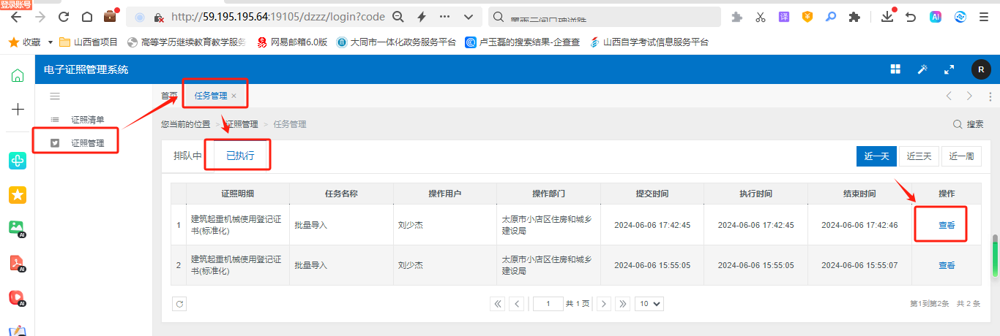 登录账号
http://59.195.195.64:19105/dzzz/login?code
收藏 山西省项目 高等学历继续教育教学服务 网易邮箱6.0版 大同市一体化政务服务平台 卢玉磊的搜索结果-企查查 山西自学考试信息服务平台
电子证照管理系统 R
首页 任务管理 ×
证照清单
证照管理
您当前的位置 > 证照管理 > 任务管理 搜索
排队中 已执行 近一天 近三天 近一周
证照明细 任务名称 操作用户 操作部门 提交时间 执行时间 结束时间 操作
1 建筑起重机械使用登记证书(标准化) 批量导入 刘少杰 太原市小店区住房和城乡建设局 2024-06-06 17:42:45 2024-06-06 17:42:45 2024-06-06 17:42:46 查看
2 建筑起重机械使用登记证书(标准化) 批量导入 刘少杰 太原市小店区住房和城乡建设局 2024-06-06 15:55:05 2024-06-06 15:55:05 2024-06-06 15:55:07 查看
1 共 1 页 10 第1到第2条 共 2 条